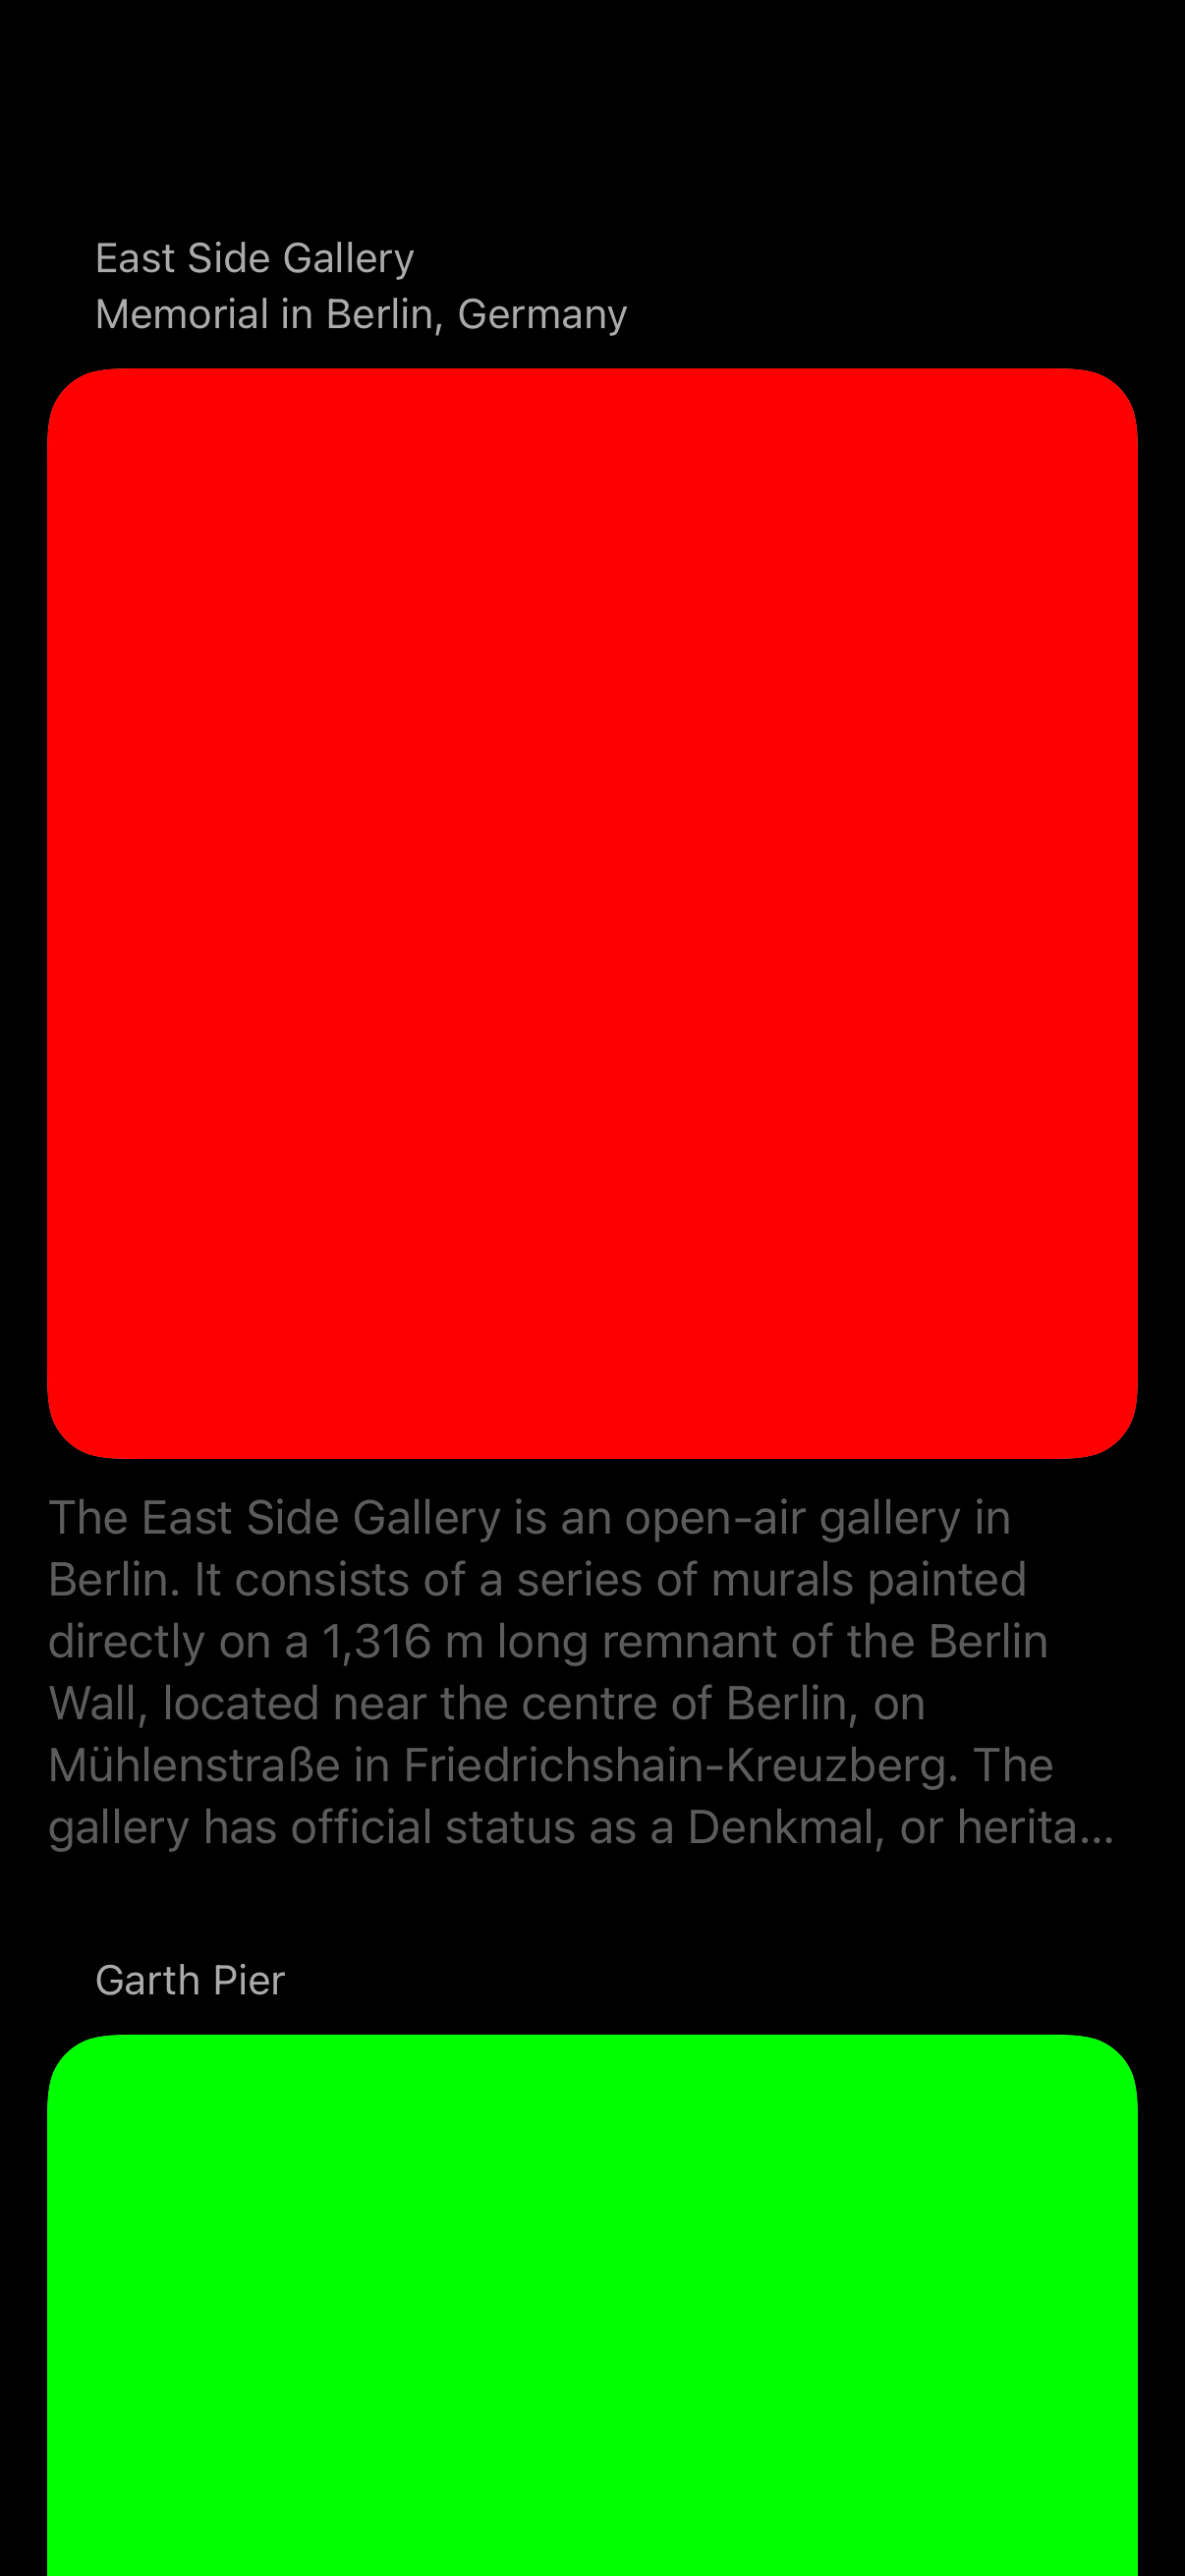 East Side Gallery
Memorial in Berlin, Germany
The East Side Gallery is an open-air gallery in
Berlin. It consists of a series of murals painted
directly on a 1,316 m long remnant of the Berlin
Wall, located near the centre of Berlin, on
Mühlenstraße in Friedrichshain-Kreuzberg. The
gallery has official status as a Denkmal, or herita...
Garth Pier